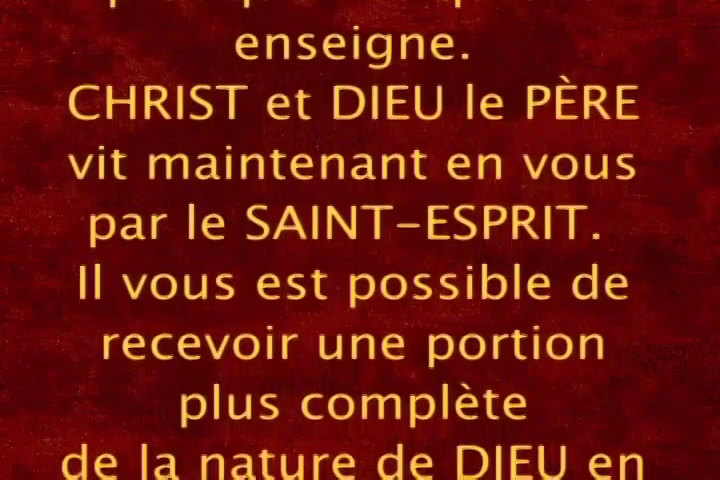 enseigne.
CHRIST et DIEU le PÈRE
vit maintenant en vous
par le SAINT-ESPRIT.
Il vous est possible de
recevoir une portion
plus complète
de la nature de DIEU en